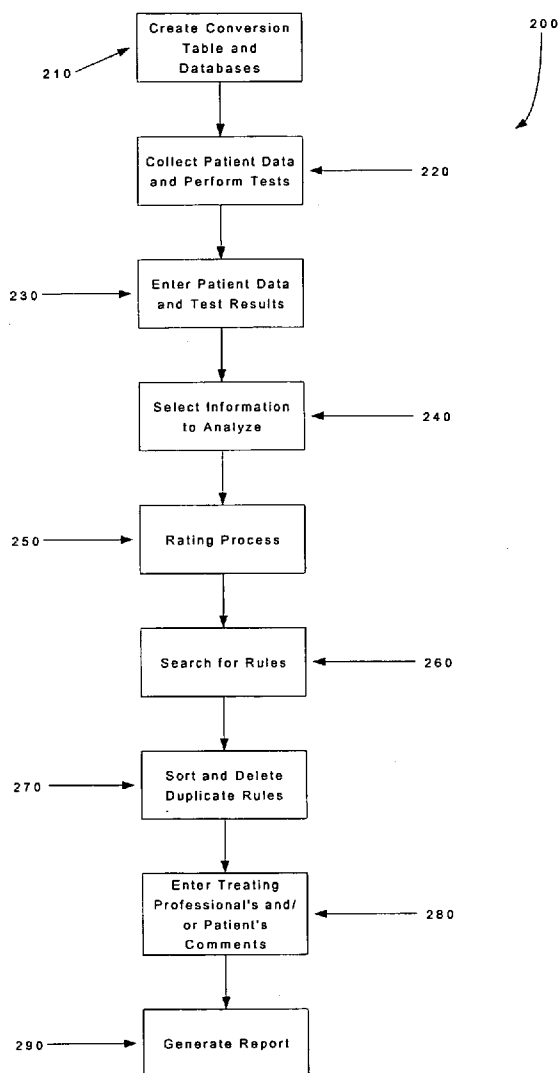 Create Conversion
Table and
Databases
200
210
Collect Patient Data
and Perform Tests
220
Enter Patient Data
and Test Results
230
Select Information
to Analyze
240
Rating Process
250
Search for Rules
260
Sort and Delete
Duplicate Rules
270
Enter Treating
Professional's and/
or Patient's
Comments
280
Generate Report
290